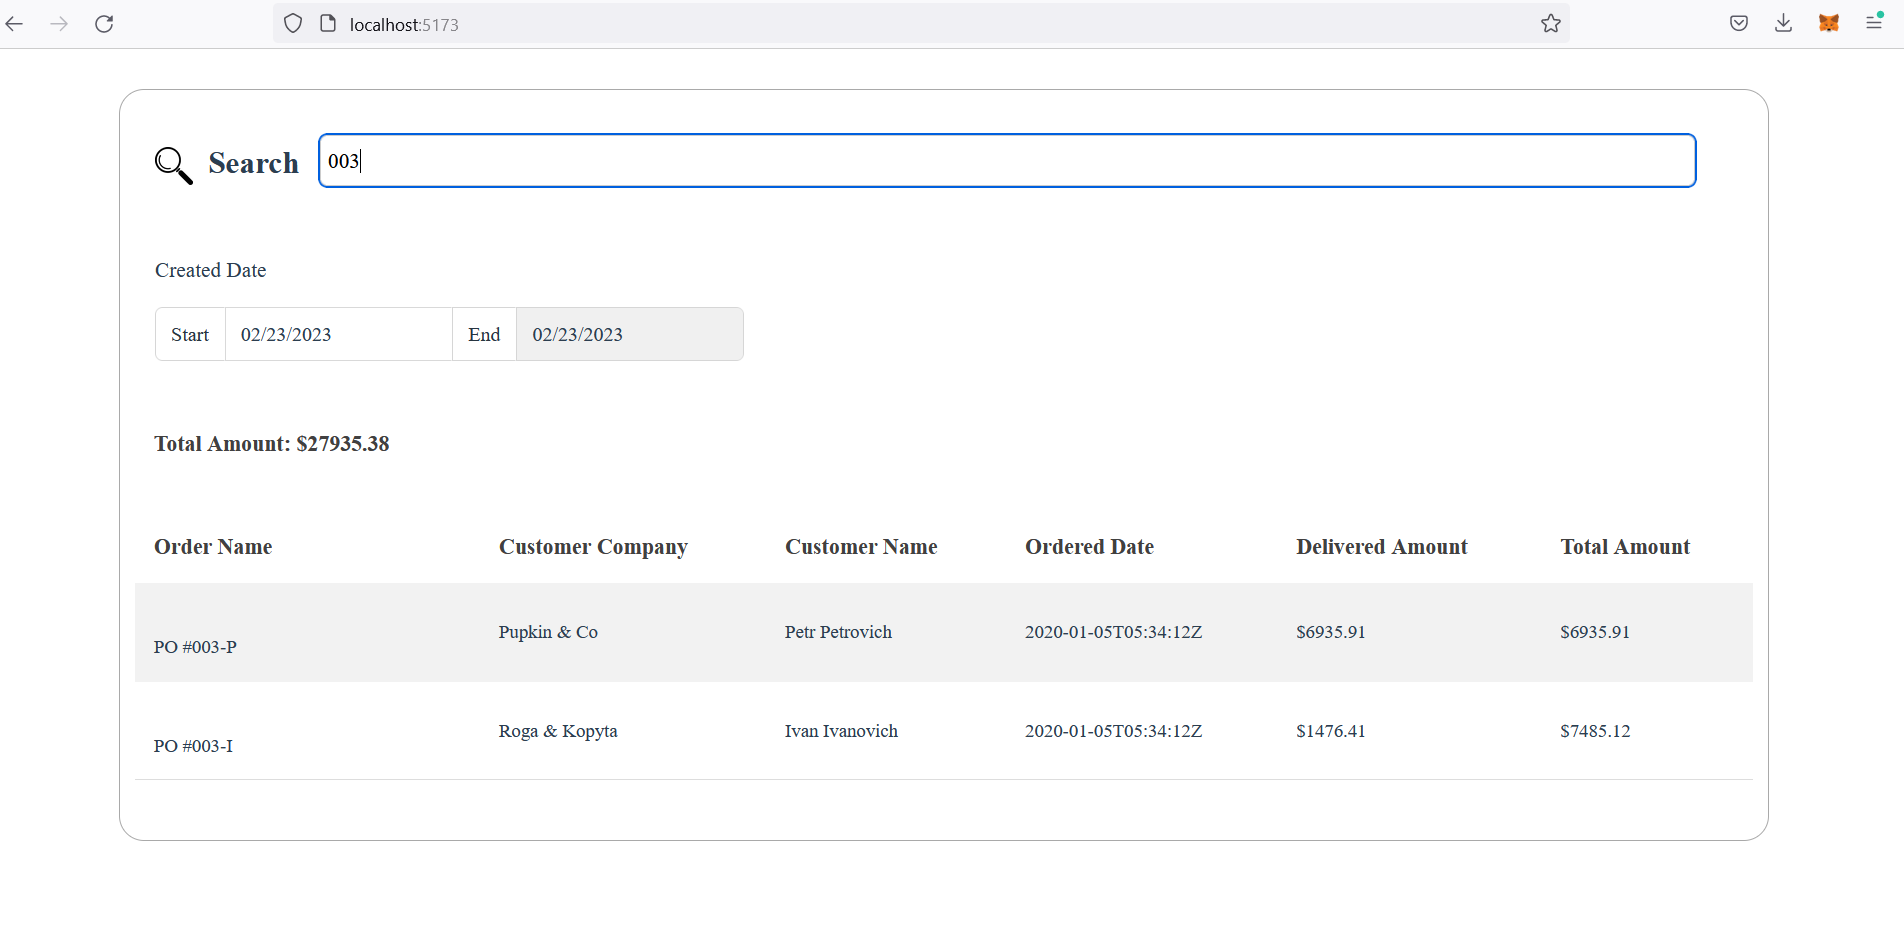 localhost:5173
Search 003
Created Date
Start 02/23/2023 End 02/23/2023
Total Amount: $27935.38
Order Name Customer Company Customer Name Ordered Date Delivered Amount Total Amount
PO #003-P Pupkin & Co Petr Petrovich 2020-01-05T05:34:12Z $6935.91 $6935.91
PO #003-I Roga & Kopyta Ivan Ivanovich 2020-01-05T05:34:12Z $1476.41 $7485.12